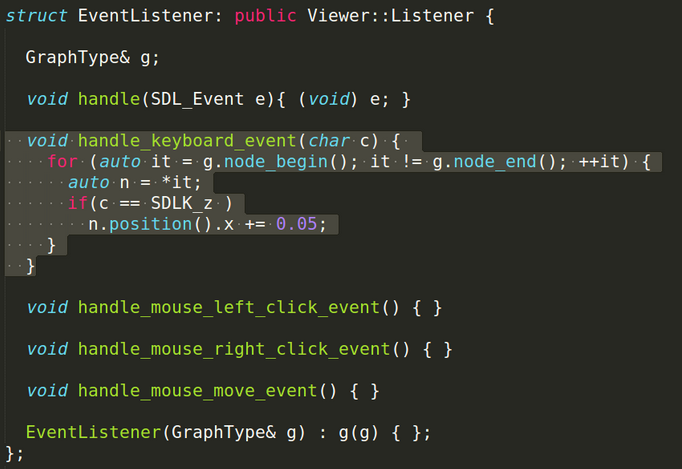 struct EventListener: public Viewer::Listener {
GraphType& g;
void handle(SDL_Event e){ (void) e; }
void handle_keyboard_event(char c) {
for (auto it = g.node_begin(); it != g.node_end(); ++it) {
auto n = *it;
if(c == SDLK_z )
n.position().x += 0.05;
}
}
void handle_mouse_left_click_event() { }
void handle_mouse_right_click_event() { }
void handle_mouse_move_event() { }
EventListener(GraphType& g) : g(g) { };
};